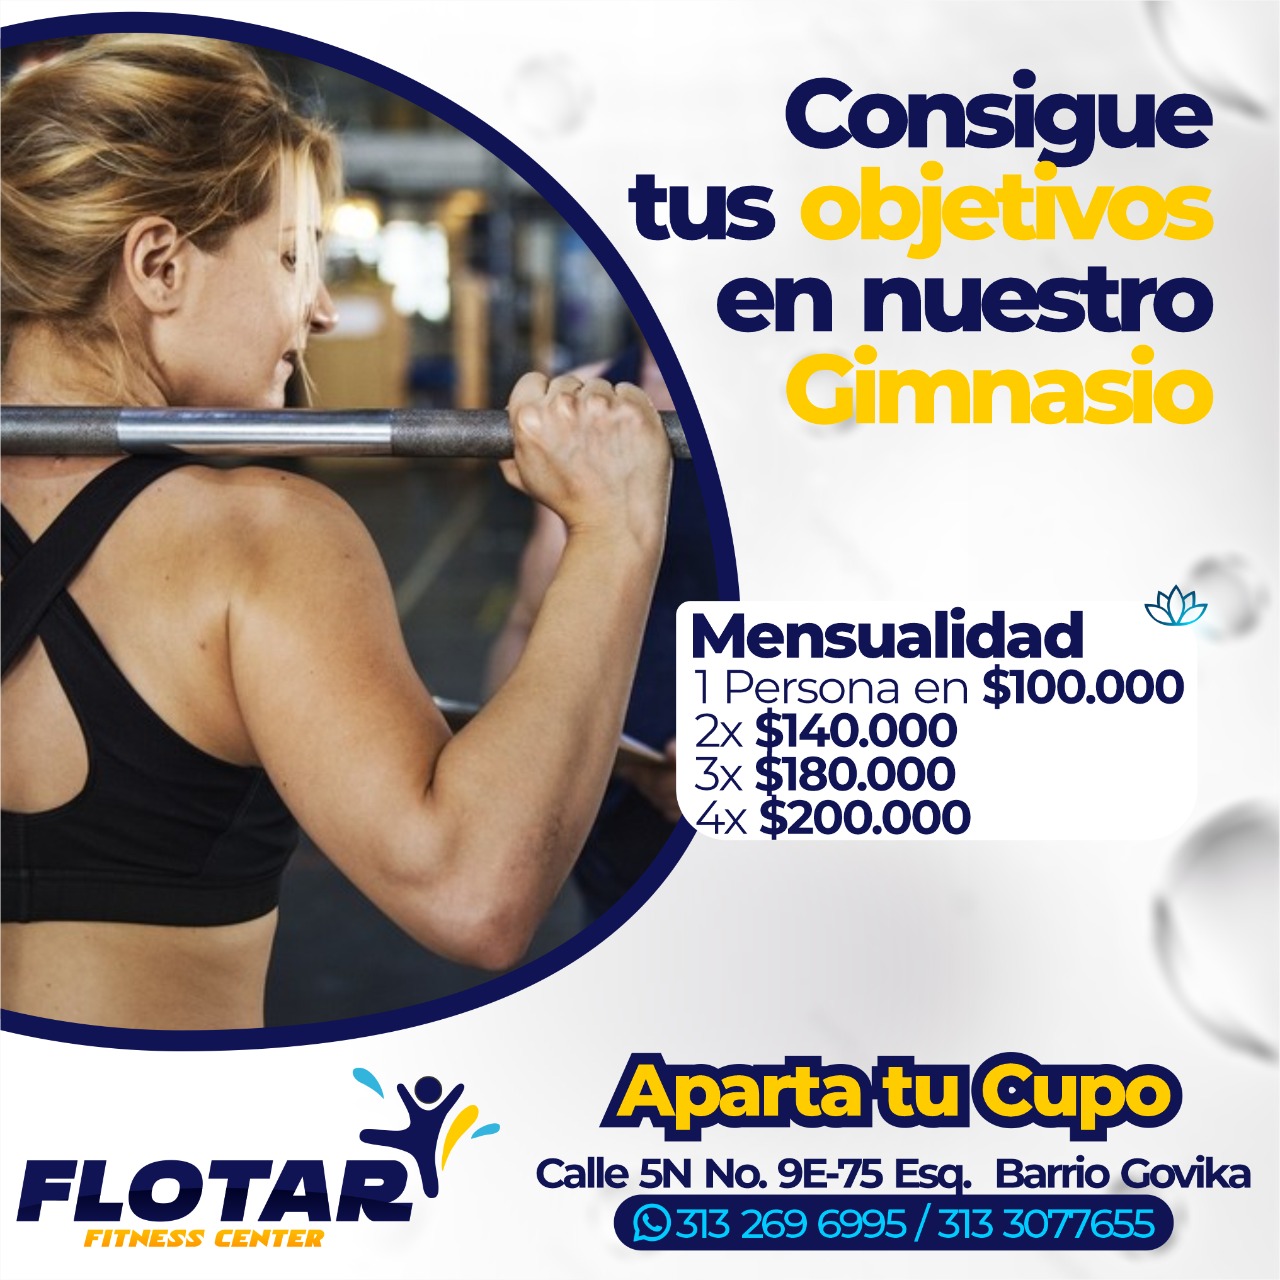 Consigue
tus objetivos
en nuestro
Gimnasio
Mensualidad
1 Persona en $100.000
2x $140.000
3x $180.000
4x $200.000
Aparta tu Cupo
Calle 5N No. 9E-75 Esq. Barrio Govika
313 269 6995 / 313 3077655
FLOTAR
FITNESS CENTER